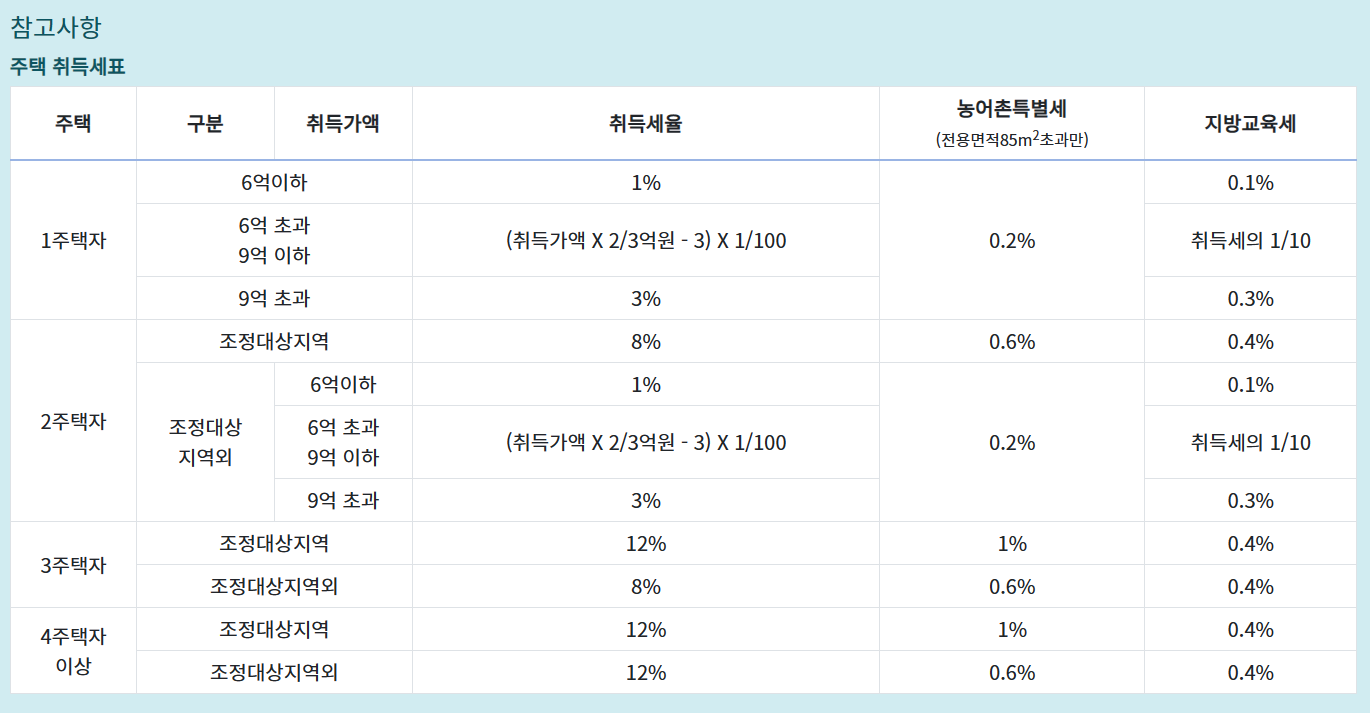 참고사항
주택 취득세표
주택 구분 취득가액 취득세율 농어촌특별세 지방교육세
(전용면적85m²초과만)
1주택자 6억이하 1% 0.2% 0.1%
6억 초과
9억 이하 (취득가액 X 2/3억원 - 3) X 1/100 취득세의 1/10
9억 초과 3% 0.3%
2주택자 조정대상지역 8% 0.6% 0.4%
조정대상
지역외 6억이하 1% 0.2% 0.1%
6억 초과
9억 이하 (취득가액 X 2/3억원 - 3) X 1/100 취득세의 1/10
9억 초과 3% 0.3%
3주택자 조정대상지역 12% 1% 0.4%
조정대상지역외 8% 0.6% 0.4%
4주택자
이상 조정대상지역 12% 1% 0.4%
조정대상지역외 12% 0.6% 0.4%